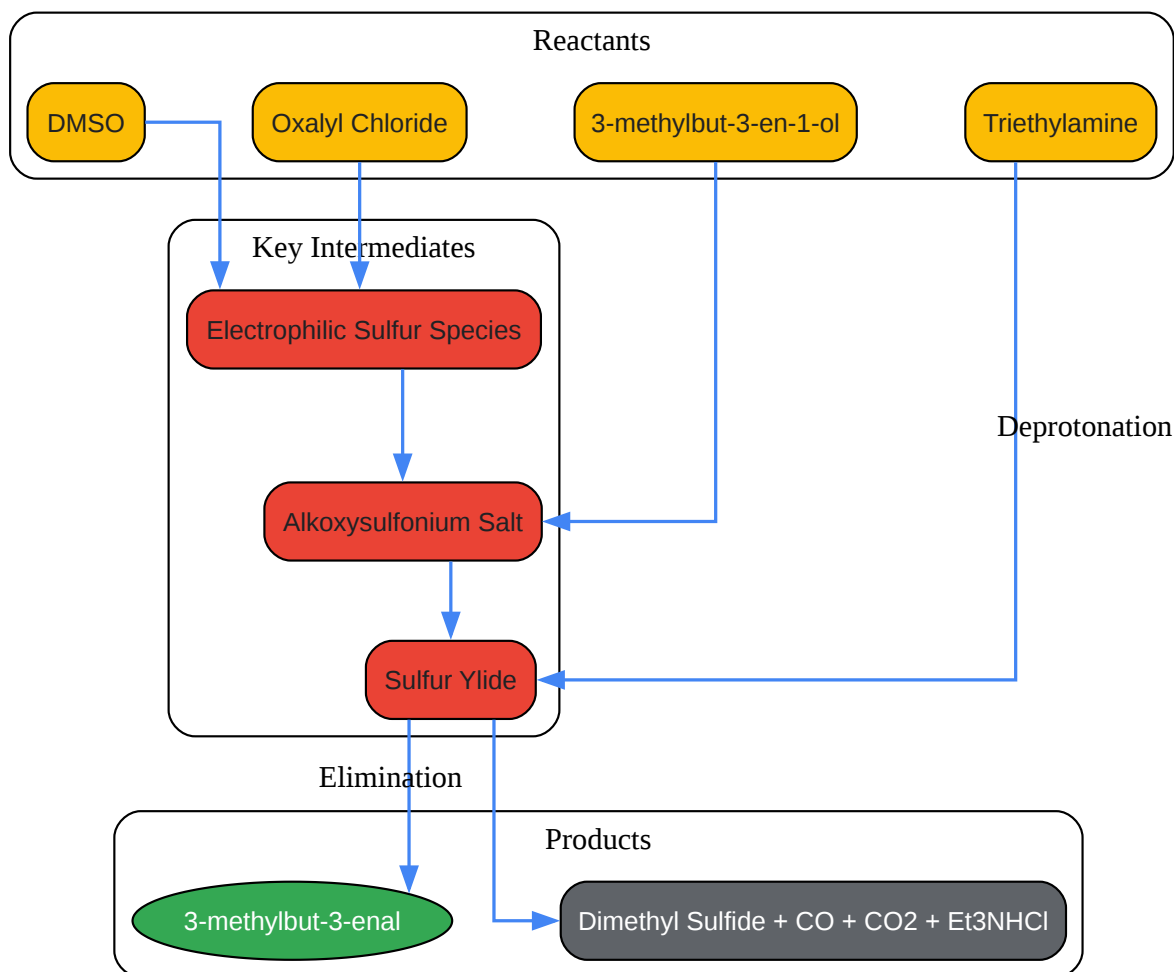 Reactants
DMSO
Oxalyl Chloride
3-methylbut-3-en-1-ol
Triethylamine
Key Intermediates
Electrophilic Sulfur Species
Deprotonation
Alkoxysulfonium Salt
Sulfur Ylide
Elimination
Products
3-methylbut-3-enal
Dimethyl Sulfide + CO + CO2 + Et3NHCl